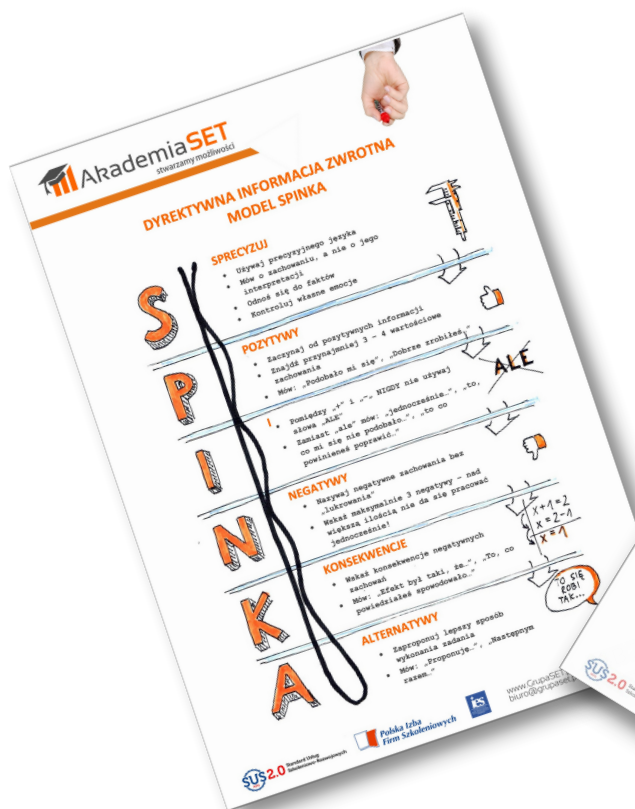 AkademiaSET
stwarzamy możliwości
DYREKTYWNA INFORMACJA ZWROTNA
MODEL SPINKA
S
SPRECYZUJ
• Używaj precyzyjnego języka
• Mów o zachowaniu, a nie o jego
interpretacji
• Odnoś się do faktów
• Kontroluj własne emocje
P
POZYTYWY
• Zaczynaj od pozytywnych informacji
• Znajdź przynajmniej 3 – 4 wartościowe
zachowania
• Mów: „Podobało mi się”, „Dobrze zrobiłeś…”
I
I
• Pomiędzy „+” i „-„ NIGDY nie używaj
słowa „ALE”
• Zamiast „ale” mów: „jednocześnie…”, „to,
co mi się nie podobało…”, „to co
powinieneś poprawić…”
ALE
N
NEGATYWY
• Nazywaj negatywne zachowania bez
„lukrowania”
• Wskaż maksymalnie 3 negatywy – nad
większą ilością nie da się pracować
jednocześnie!
x+1=2
x=2-1
x=1
K
KONSEKWENCJE
• Wskaż konsekwencje negatywnych
zachowań
• Mów: „Efekt był taki, że…”, „To, co
powiedziałeś spowodowało…”
TO SIĘ
ROBI
TAK...
A
ALTERNATYWY
• Zaproponuj lepszy sposób
wykonania zadania
• Mów: „Proponuję…”, „Następnym
razem…”
SUS 2.0 Standard Usług
Szkoleniowo-Rozwojowych
Polska Izba
Firm Szkoleniowych
ies
www.GrupaSET.
biuro@grupaset.
SUS 2.0